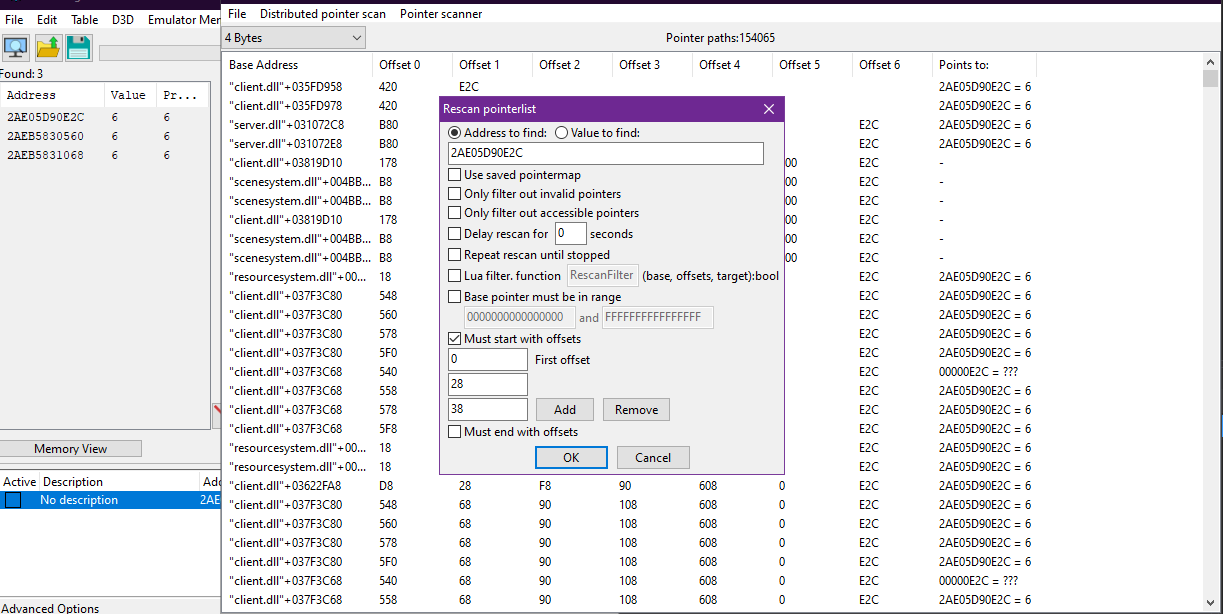 File Edit Table D3D Emulator Mem
Found: 3
Address Value Pr...
2AE05D90E2C 6 6
2AEB5830560 6 6
2AEB5831068 6 6
Memory View
Active Description Add
No description 2AE
Advanced Options
File Distributed pointer scan Pointer scanner
4 Bytes Pointer paths:154065
Base Address Offset 0 Offset 1 Offset 2 Offset 3 Offset 4 Offset 5 Offset 6 Points to:
"client.dll"+035FD958 420 E2C 2AE05D90E2C = 6
"client.dll"+035FD978 420 2AE05D90E2C = 6
"server.dll"+031072C8 B80 E2C 2AE05D90E2C = 6
"server.dll"+031072E8 B80 E2C 2AE05D90E2C = 6
"client.dll"+03819D10 178 00 E2C -
"scenesystem.dll"+004BB... B8 00 E2C -
"scenesystem.dll"+004BB... B8 00 E2C -
"client.dll"+03819D10 178 00 E2C -
"scenesystem.dll"+004BB... B8 00 E2C -
"scenesystem.dll"+004BB... B8 00 E2C -
"resourcesystem.dll"+00... 18 E2C 2AE05D90E2C = 6
"client.dll"+037F3C80 548 E2C 2AE05D90E2C = 6
"client.dll"+037F3C80 560 E2C 2AE05D90E2C = 6
"client.dll"+037F3C80 578 E2C 2AE05D90E2C = 6
"client.dll"+037F3C80 5F0 E2C 2AE05D90E2C = 6
"client.dll"+037F3C68 540 E2C 00000E2C = ???
"client.dll"+037F3C68 558 E2C 2AE05D90E2C = 6
"client.dll"+037F3C68 578 E2C 2AE05D90E2C = 6
"client.dll"+037F3C68 5F8 E2C 2AE05D90E2C = 6
"resourcesystem.dll"+00... 18 E2C 2AE05D90E2C = 6
"resourcesystem.dll"+00... 18 E2C 2AE05D90E2C = 6
"client.dll"+03622FA8 D8 28 F8 90 608 0 E2C 2AE05D90E2C = 6
"client.dll"+037F3C80 548 68 90 108 608 0 E2C 2AE05D90E2C = 6
"client.dll"+037F3C80 560 68 90 108 608 0 E2C 2AE05D90E2C = 6
"client.dll"+037F3C80 578 68 90 108 608 0 E2C 2AE05D90E2C = 6
"client.dll"+037F3C80 5F0 68 90 108 608 0 E2C 2AE05D90E2C = 6
"client.dll"+037F3C68 540 68 90 108 608 0 E2C 00000E2C = ???
"client.dll"+037F3C68 558 68 90 108 608 0 E2C 2AE05D90E2C = 6
Rescan pointerlist
Address to find: Value to find:
2AE05D90E2C
Use saved pointermap
Only filter out invalid pointers
Only filter out accessible pointers
Delay rescan for 0 seconds
Repeat rescan until stopped
Lua filter. function RescanFilter (base, offsets, target):bool
Base pointer must be in range
0000000000000000 and FFFFFFFFFFFFFFFF
Must start with offsets
0 First offset
28
38 Add Remove
Must end with offsets
OK Cancel